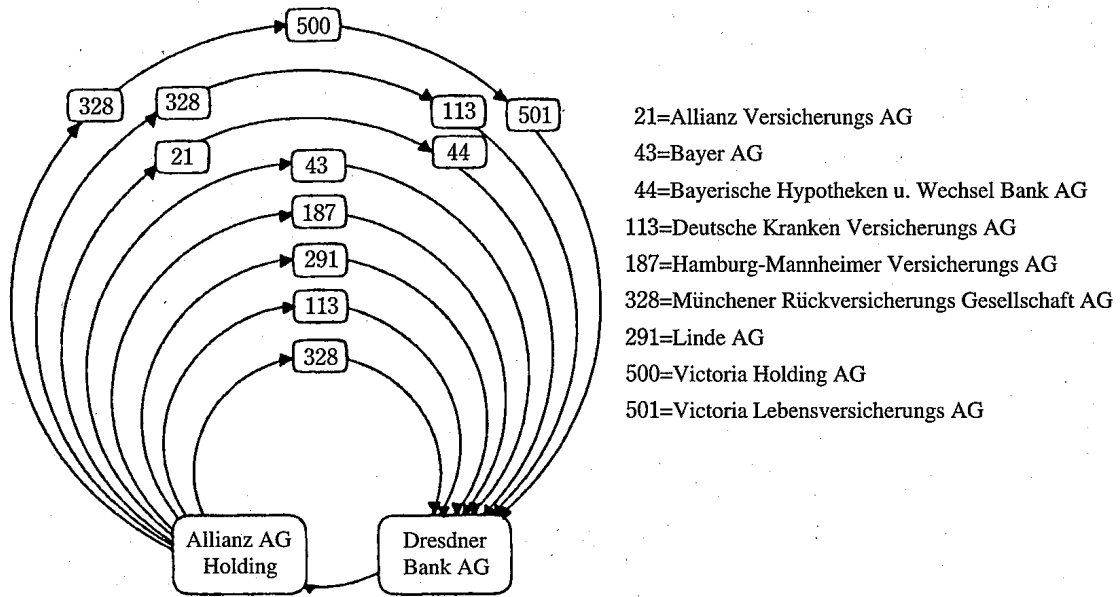 500
328
328
113
501
21
44
43
187
291
113
328
Allianz AG
Holding
Dresdner
Bank AG
21=Allianz Versicherungs AG
43=Bayer AG
44=Bayerische Hypotheken u. Wechsel Bank AG
113=Deutsche Kranken Versicherungs AG
187=Hamburg-Mannheimer Versicherungs AG
328=Münchener Rückversicherungs Gesellschaft AG
291=Linde AG
500=Victoria Holding AG
501=Victoria Lebensversicherungs AG